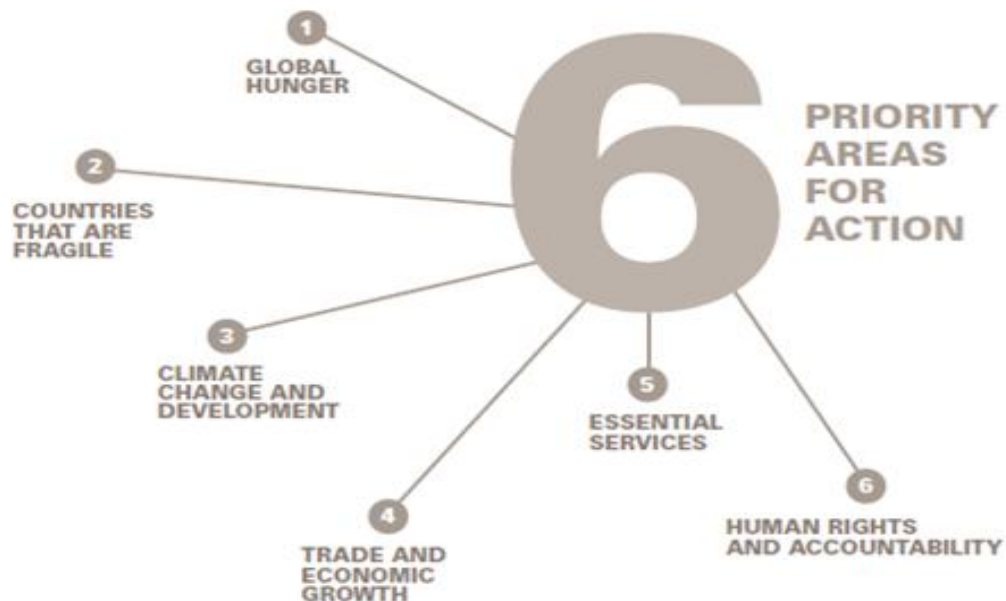 6
PRIORITY
AREAS
FOR
ACTION
1
GLOBAL
HUNGER
2
COUNTRIES
THAT ARE
FRAGILE
3
CLIMATE
CHANGE AND
DEVELOPMENT
4
TRADE AND
ECONOMIC
GROWTH
5
ESSENTIAL
SERVICES
6
HUMAN RIGHTS
AND ACCOUNTABILITY